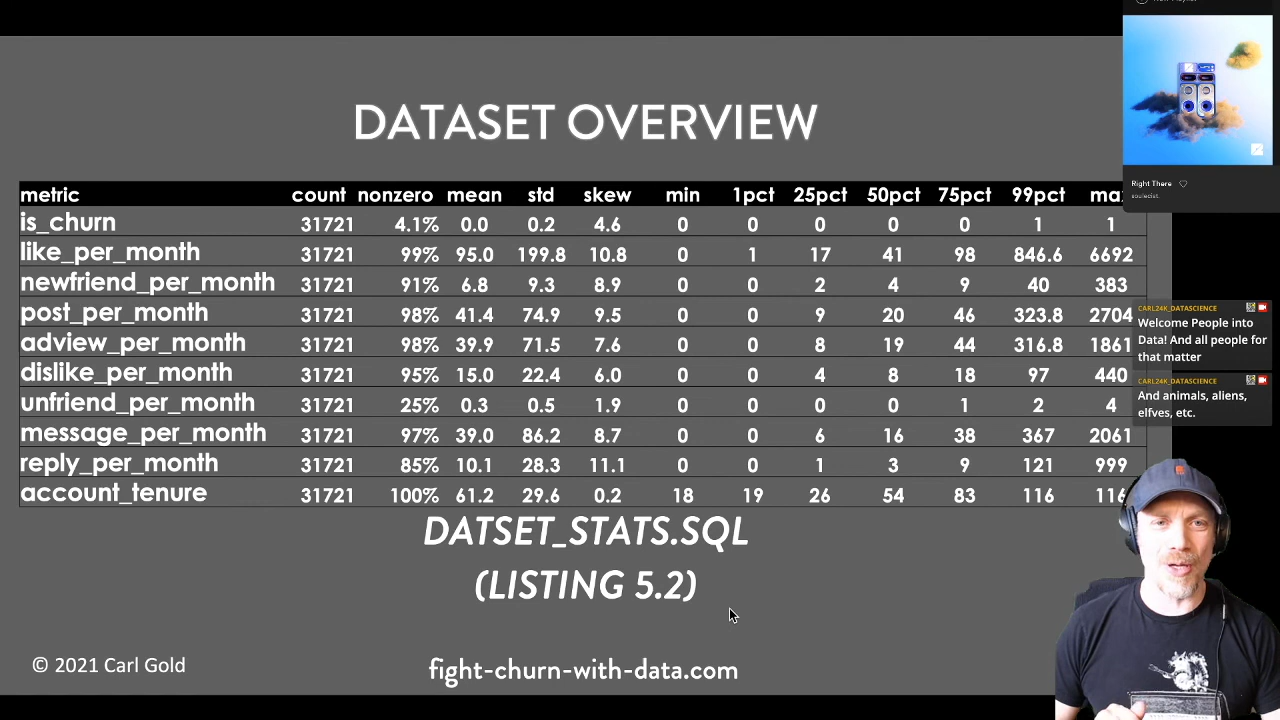 DATASET OVERVIEW
metric count nonzero mean std skew min 1pct 25pct 50pct 75pct 99pct
is_churn 31721 4.1% 0.0 0.2 4.6 0 0 0 0 0 1 1
like_per_month 31721 99% 95.0 199.8 10.8 0 1 17 41 98 846.6 6692
newfriend_per_month 31721 91% 6.8 9.3 8.9 0 0 2 4 9 40 383
post_per_month 31721 98% 41.4 74.9 9.5 0 0 9 20 46 323.8 2704
adview_per_month 31721 98% 39.9 71.5 7.6 0 0 8 19 44 316.8 1861
dislike_per_month 31721 95% 15.0 22.4 6.0 0 0 4 8 18 97 440
unfriend_per_month 31721 25% 0.3 0.5 1.9 0 0 0 0 1 2 4
message_per_month 31721 97% 39.0 86.2 8.7 0 0 6 16 38 367 2061
reply_per_month 31721 85% 10.1 28.3 11.1 0 0 1 3 9 121 999
account_tenure 31721 100% 61.2 29.6 0.2 18 19 26 54 83 116
DATSET_STATS.SQL
(LISTING 5.2)
© 2021 Carl Gold
fight-churn-with-data.com
Right There
soulecist.
CARL24K_DATASCIENCE
Welcome People into
Data! And all people for
that matter
CARL24K_DATASCIENCE
And animals, aliens,
elfves, etc.